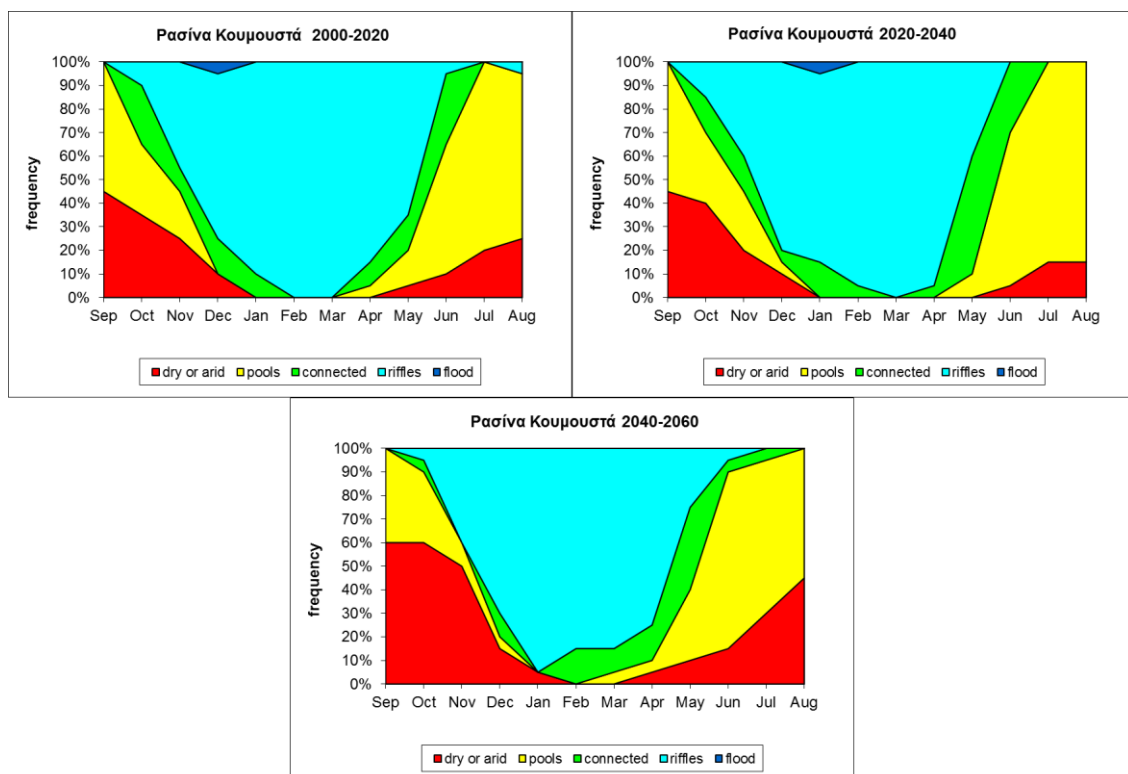 Ρασίνα Κουμουστά 2000-2020
100%
90%
80%
70%
60%
50%
40%
30%
20%
10%
0%
frequency
Sep Oct Nov Dec Jan Feb Mar Apr May Jun Jul Aug
dry or arid pools connected riffles flood
Ρασίνα Κουμουστά 2020-2040
100%
90%
80%
70%
60%
50%
40%
30%
20%
10%
0%
frequency
Sep Oct Nov Dec Jan Feb Mar Apr May Jun Jul Aug
dry or arid pools connected riffles flood
Ρασίνα Κουμουστά 2040-2060
100%
90%
80%
70%
60%
50%
40%
30%
20%
10%
0%
frequency
Sep Oct Nov Dec Jan Feb Mar Apr May Jun Jul Aug
dry or arid pools connected riffles flood